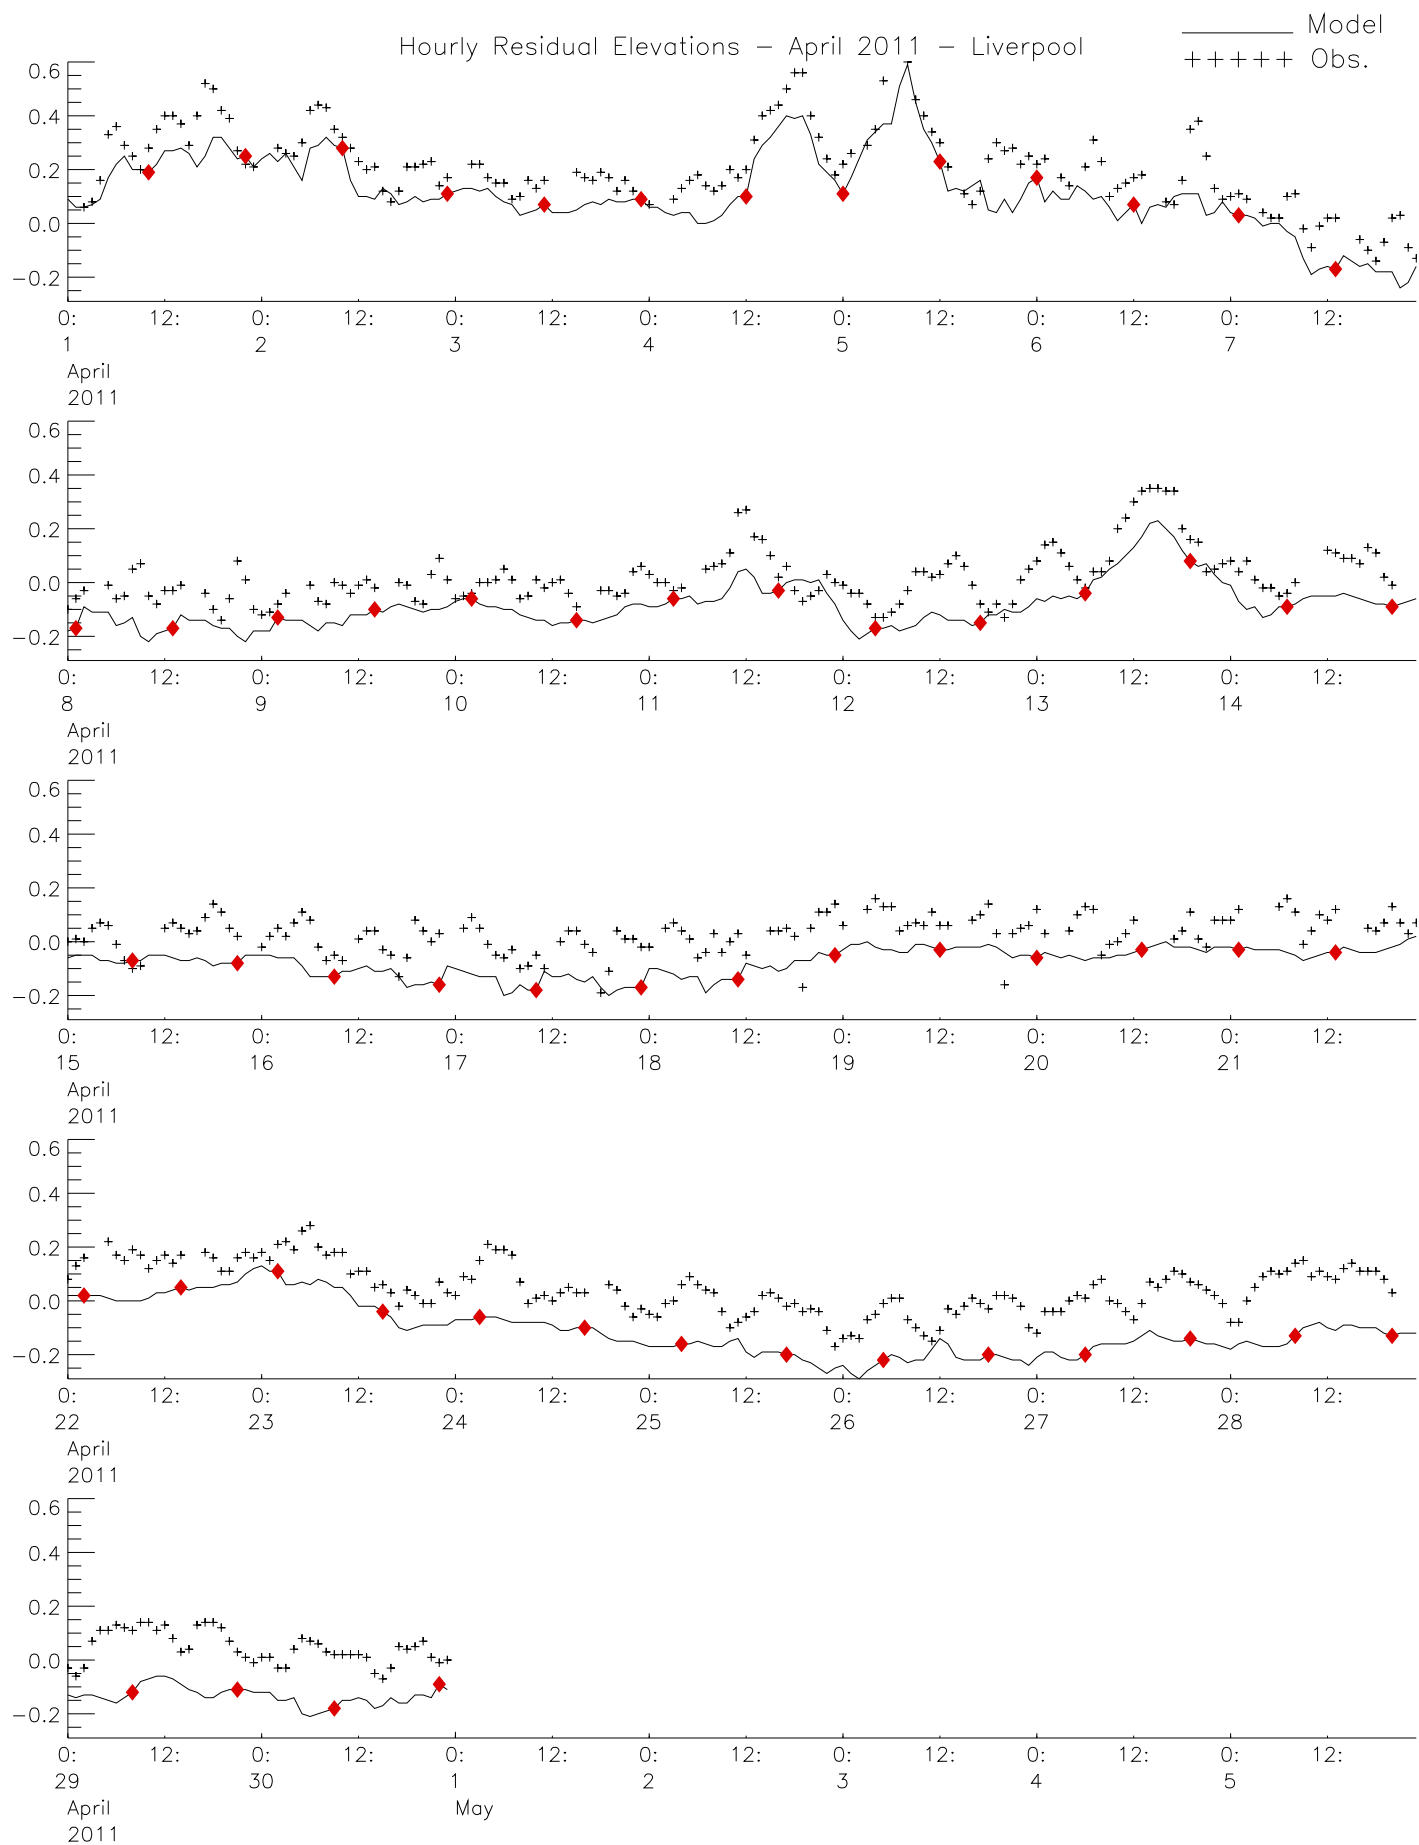 Hourly Residual Elevations − April 2011 − Liverpool
Model
+++++ Obs.
0.6
0.4
0.2
0.0
−0.2
0: 12: 0: 12: 0: 12: 0: 12: 0: 12: 0: 12: 0: 12:
1 2 3 4 5 6 7
April
2011
0.6
0.4
0.2
0.0
−0.2
0: 12: 0: 12: 0: 12: 0: 12: 0: 12: 0: 12: 0: 12:
8 9 10 11 12 13 14
April
2011
0.6
0.4
0.2
0.0
−0.2
0: 12: 0: 12: 0: 12: 0: 12: 0: 12: 0: 12: 0: 12:
15 16 17 18 19 20 21
April
2011
0.6
0.4
0.2
0.0
−0.2
0: 12: 0: 12: 0: 12: 0: 12: 0: 12: 0: 12: 0: 12:
22 23 24 25 26 27 28
April
2011
0.6
0.4
0.2
0.0
−0.2
0: 12: 0: 12: 0: 12: 0: 12: 0: 12: 0: 12: 0: 12:
29 30 1 2 3 4 5
April May
2011